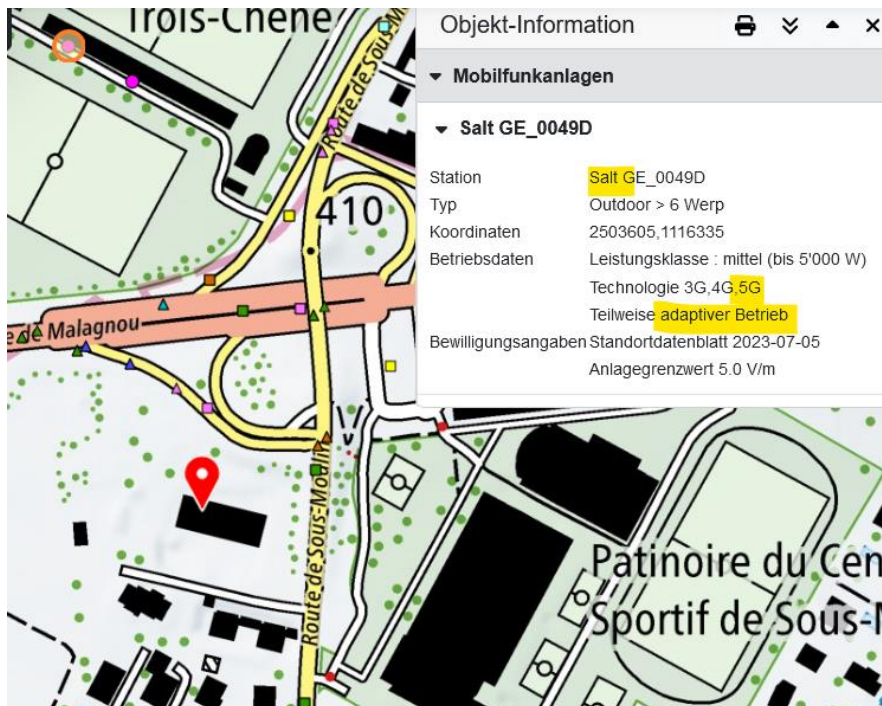 Trois-Chêne
Route de Sous-Mo
410
e de Malagnou
Route de Sous-Moulin
Patinoire du Cen
Sportif de Sous-M
Objekt-Information
Mobilfunkanlagen
Salt GE_0049D
Station Salt GE_0049D
Typ Outdoor > 6 Werp
Koordinaten 2503605,1116335
Betriebsdaten Leistungsklasse : mittel (bis 5'000 W)
Technologie 3G,4G,5G
Teilweise adaptiver Betrieb
Bewilligungsangaben Standortdatenblatt 2023-07-05
Anlagegrenzwert 5.0 V/m